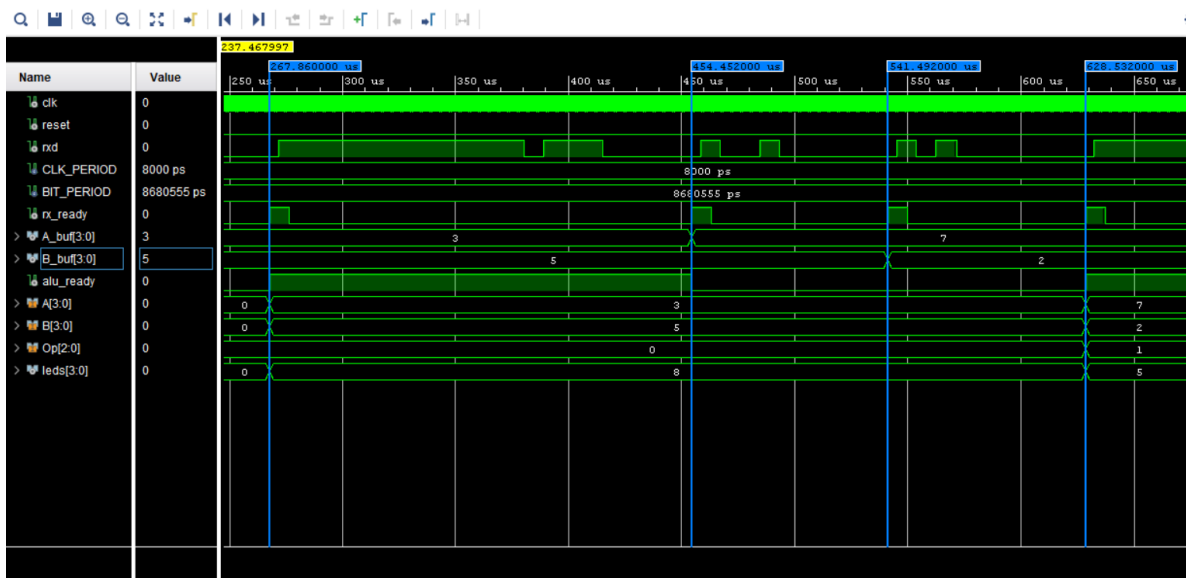 237.467997
267.860000 us 454.452000 us 541.492000 us 628.532000 us
Name Value 250 us 300 us 350 us 400 us 450 us 500 us 550 us 600 us 650 us
clk 0
reset 0
rxd 0
CLK_PERIOD 8000 ps 8000 ps
BIT_PERIOD 8680555 ps 8680555 ps
rx_ready 0
A_buf[3:0] 3 3 7
B_buf[3:0] 5 5 2
alu_ready 0
A[3:0] 0 0 3 7
B[3:0] 0 0 5 2
Op[2:0] 0 0 1
leds[3:0] 0 0 8 5